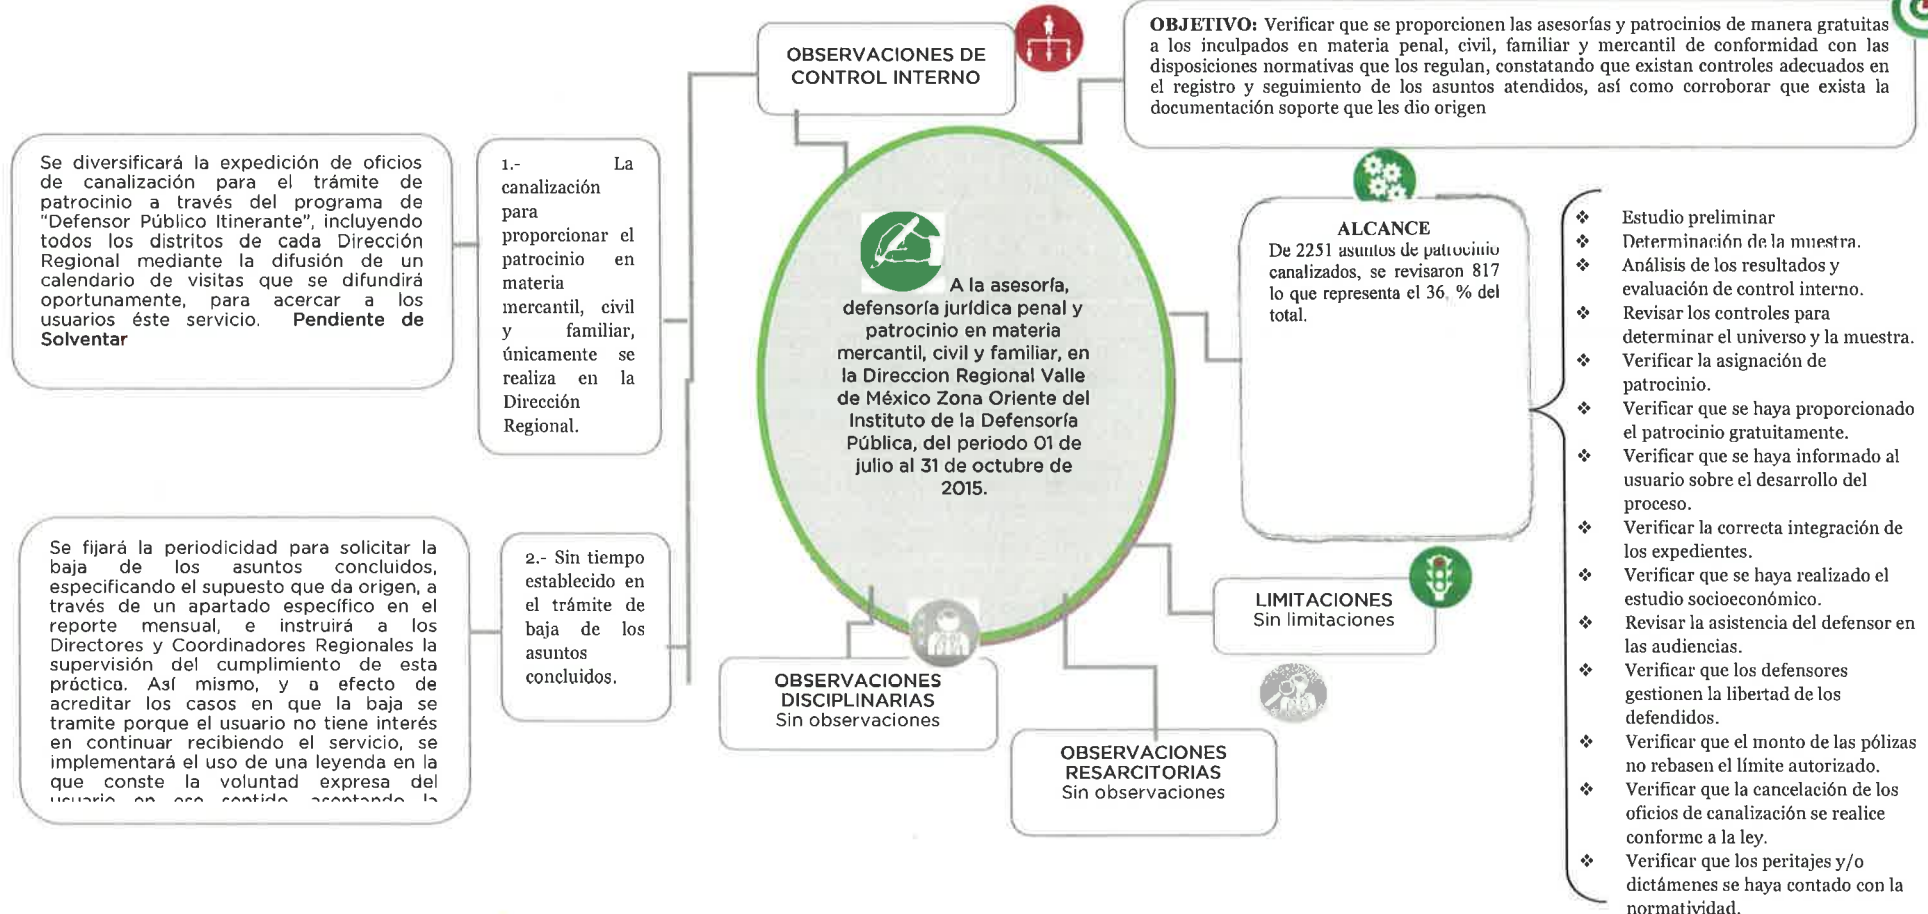 OBSERVACIONES DE
CONTROL INTERNO
OBJETIVO: Verificar que se proporcionen las asesorías y patrocinios de manera gratuitas
a los inculpados en materia penal, civil, familiar y mercantil de conformidad con las
disposiciones normativas que los regulan, constatando que existan controles adecuados en
el registro y seguimiento de los asuntos atendidos, así como corroborar que exista la
documentación soporte que les dio origen
Se diversificará la expedición de oficios
de canalización para el trámite de
patrocinio a través del programa de
"Defensor Público Itinerante", incluyendo
todos los distritos de cada Dirección
Regional mediante la difusión de un
calendario de visitas que se difundirá
oportunamente, para acercar a los
usuarios éste servicio. Pendiente de
Solventar
1.- La
canalización
para
proporcionar el
patrocinio en
materia
mercantil, civil
y familiar,
únicamente se
realiza en la
Dirección
Regional.
A la asesoría,
defensoría jurídica penal y
patrocinio en materia
mercantil, civil y familiar, en
la Direccion Regional Valle
de México Zona Oriente del
Instituto de la Defensoría
Pública, del periodo 01 de
julio al 31 de octubre de
2015.
ALCANCE
De 2251 asuntos de patrocinio
canalizados, se revisaron 817
lo que representa el 36, % del
total.
❖ Estudio preliminar
❖ Determinación de la muestra.
❖ Análisis de los resultados y
evaluación de control interno.
❖ Revisar los controles para
determinar el universo y la muestra.
❖ Verificar la asignación de
patrocinio.
❖ Verificar que se haya proporcionado
el patrocinio gratuitamente.
❖ Verificar que se haya informado al
usuario sobre el desarrollo del
proceso.
❖ Verificar la correcta integración de
los expedientes.
❖ Verificar que se haya realizado el
estudio socioeconómico.
❖ Revisar la asistencia del defensor en
las audiencias.
❖ Verificar que los defensores
gestionen la libertad de los
defendidos.
❖ Verificar que el monto de las pólizas
no rebasen el límite autorizado.
❖ Verificar que la cancelación de los
oficios de canalización se realice
conforme a la ley.
❖ Verificar que los peritajes y/o
dictámenes se haya contado con la
normatividad.
Se fijará la periodicidad para solicitar la
baja de los asuntos concluidos,
especificando el supuesto que da origen, a
través de un apartado específico en el
reporte mensual, e instruirá a los
Directores y Coordinadores Regionales la
supervisión del cumplimiento de esta
práctica. Así mismo, y a efecto de
acreditar los casos en que la baja se
tramite porque el usuario no tiene interés
en continuar recibiendo el servicio, se
implementará el uso de una leyenda en la
que conste la voluntad expresa del
usuario en ese sentido, aceptando la
2.- Sin tiempo
establecido en
el trámite de
baja de los
asuntos
concluidos.
LIMITACIONES
Sin limitaciones
OBSERVACIONES
DISCIPLINARIAS
Sin observaciones
OBSERVACIONES
RESARCITORIAS
Sin observaciones